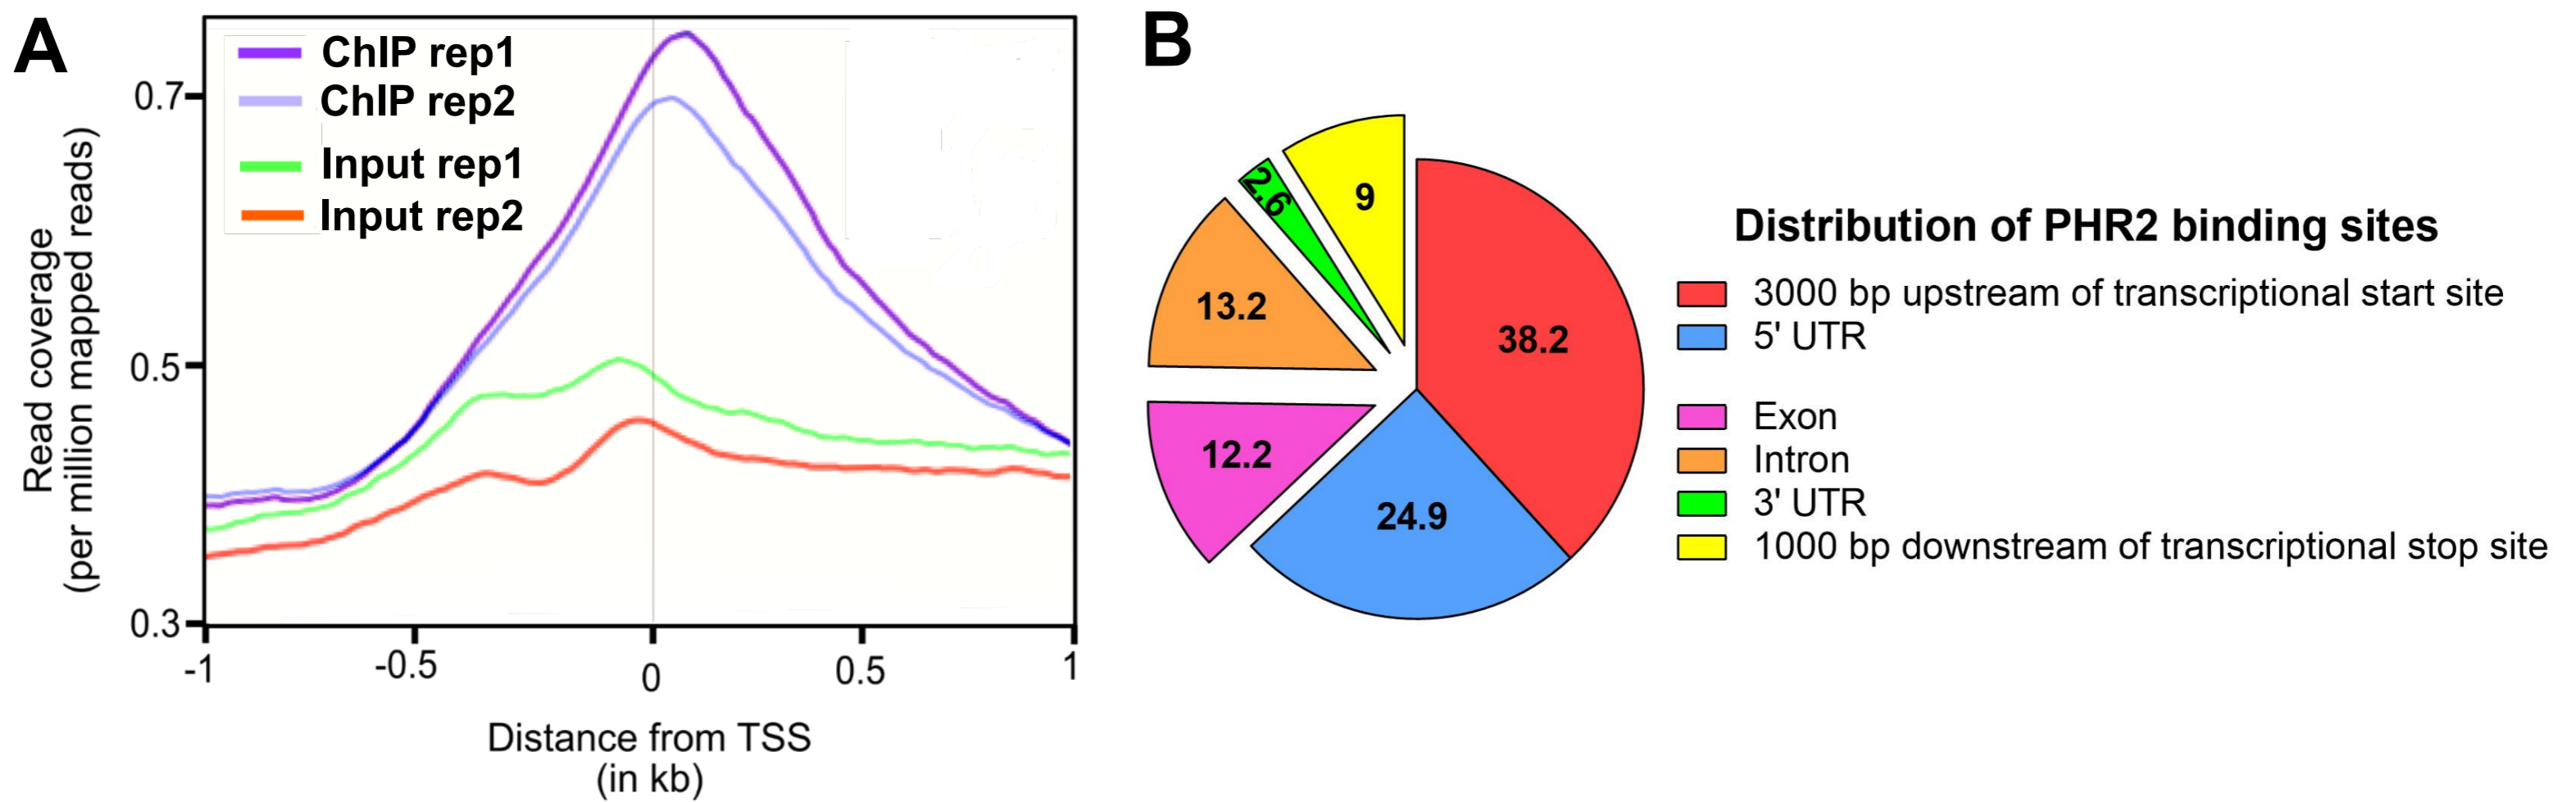 A
ChIP rep1
ChIP rep2
Input rep1
Input rep2
0.7
0.5
0.3
Read coverage
(per million mapped reads)
-1
-0.5
0
0.5
1
Distance from TSS
(in kb)
B
9
2.6
13.2
12.2
24.9
38.2
Distribution of PHR2 binding sites
3000 bp upstream of transcriptional start site
5' UTR
Exon
Intron
3' UTR
1000 bp downstream of transcriptional stop site